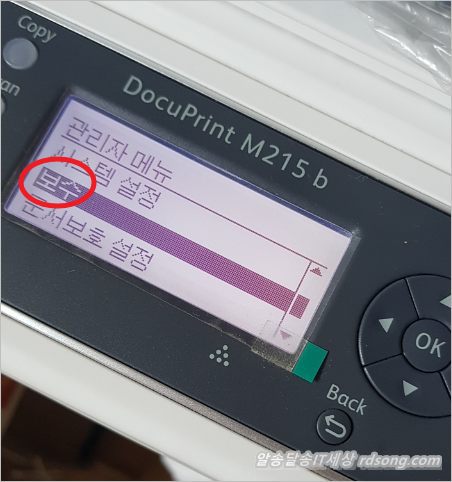 Copy
an
DocuPrint M215 b
관리자 메뉴
시스템 설정
보수
문서보호 설정
OK
Back
알송달송IT세상 rdsong.com